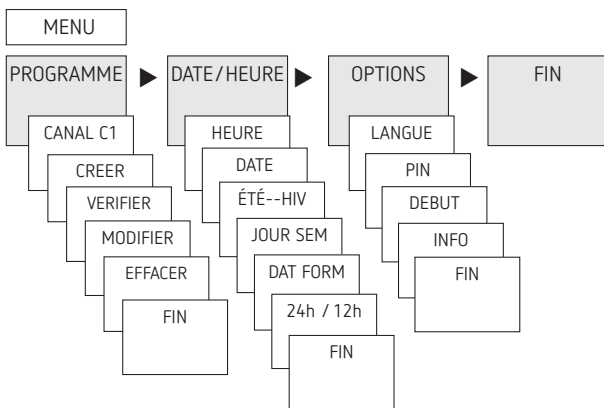 MENU
PROGRAMME
DATE/HEURE
OPTIONS
FIN
CANAL C1
CREER
VERIFIER
MODIFIER
EFFACER
FIN
HEURE
DATE
ÉTÉ--HIV
JOUR SEM
DAT FORM
24h / 12h
FIN
LANGUE
PIN
DEBUT
INFO
FIN